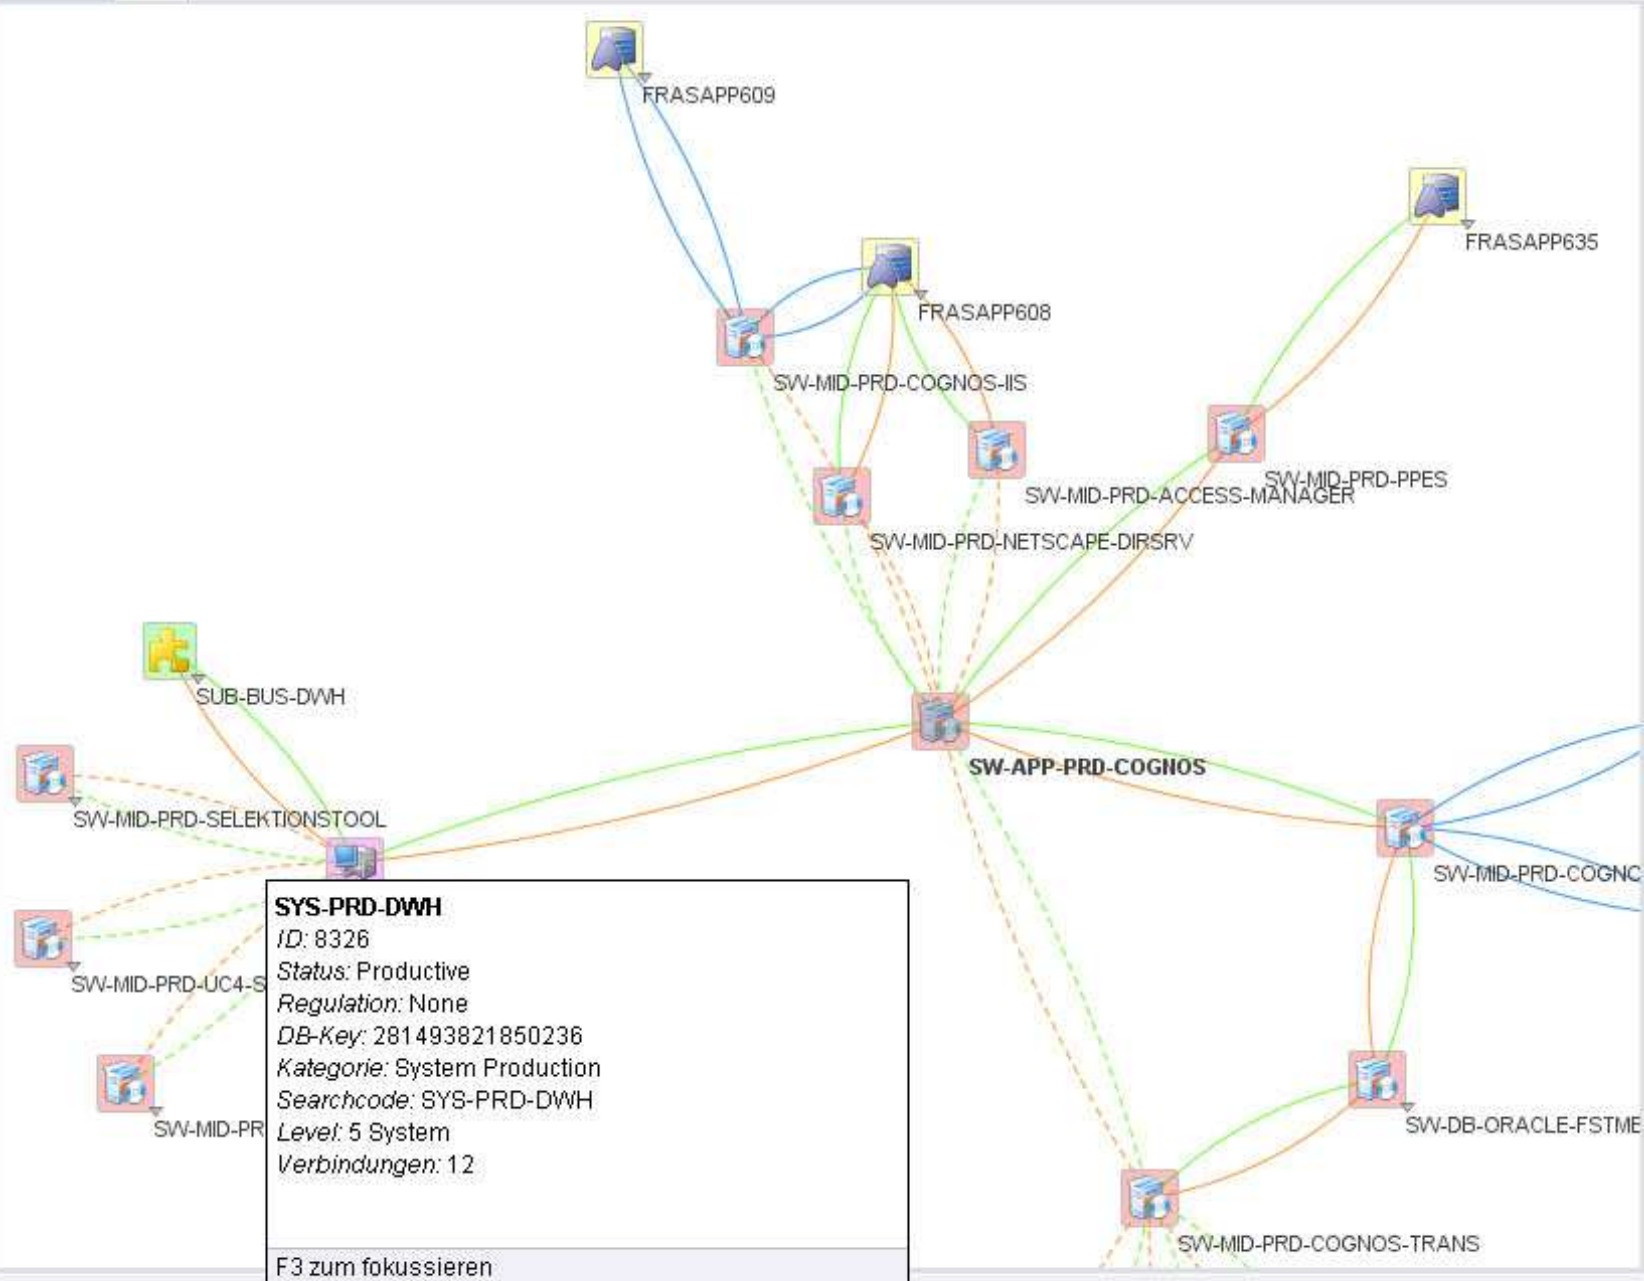 FRASAPP609
FRASAPP635
FRASAPP608
SW-MID-PRD-COGNOS-IIS
SW-MID-PRD-PPES
SW-MID-PRD-ACCESS-MANAGER
SW-MID-PRD-NETSCAPE-DIRSRV
SUB-BUS-DWH
SW-APP-PRD-COGNOS
SW-MID-PRD-SELEKTIONSTOOL
SW-MID-PRD-COGNC
SYS-PRD-DWH
ID: 8326
Status: Productive
SW-MID-PRD-UC4-S
Regulation: None
DB-Key: 281493821850236
Kategorie: System Production
Searchcode: SYS-PRD-DWH
SW-DB-ORACLE-FSTME
SW-MID-PR
Level: 5 System
Verbindungen: 12
SW-MID-PRD-COGNOS-TRANS
F3 zum fokussieren